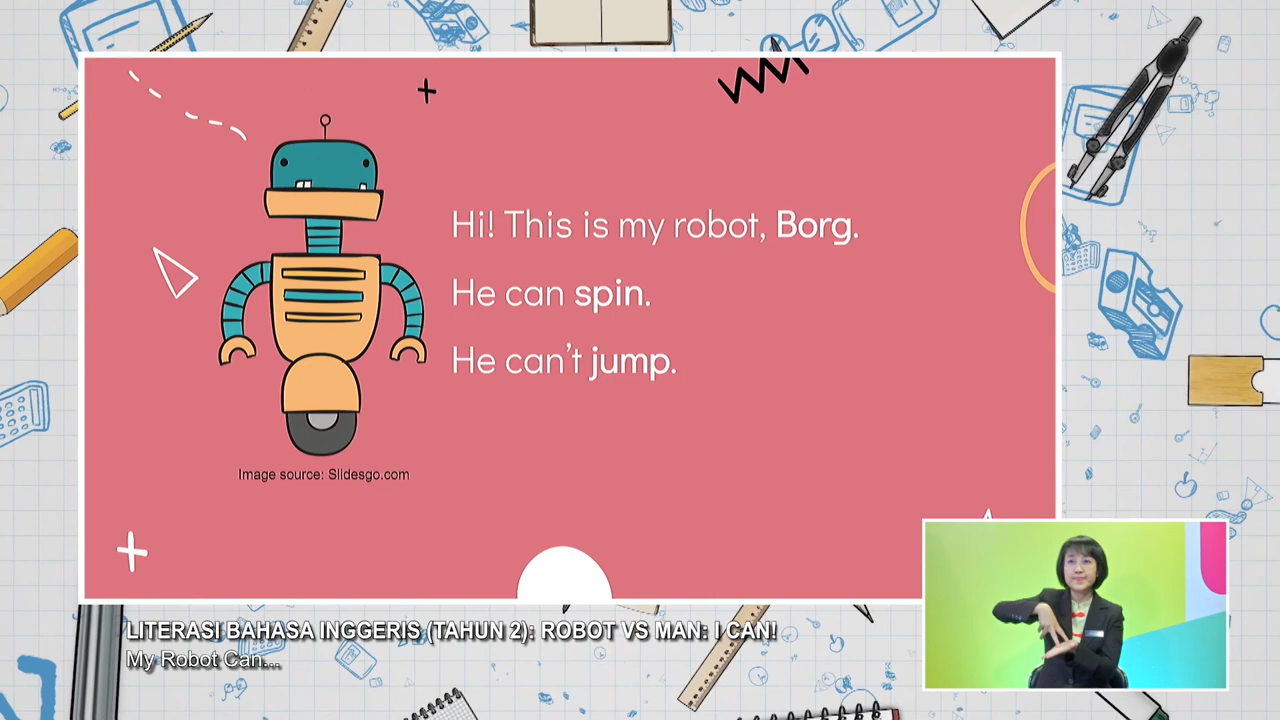 Hi! This is my robot, Borg.
He can spin.
He can't jump.
Image source: Slidesgo.com
LITERASI BAHASA INGGERIS (TAHUN 2): ROBOT VS MAN: I CAN!
My Robot Can...